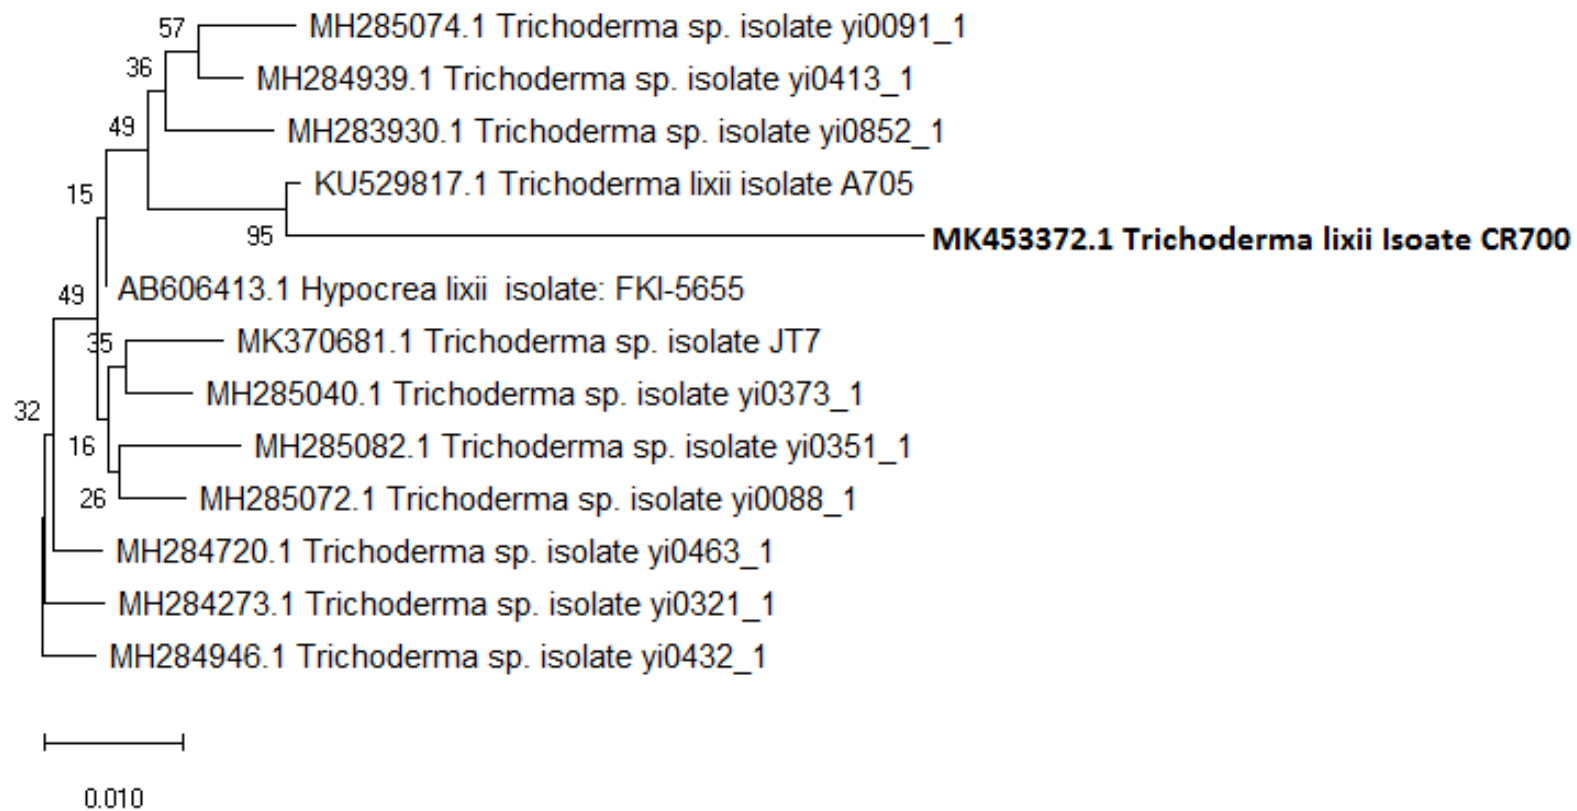 57
MH285074.1 Trichoderma sp. isolate yi0091_1
36
MH284939.1 Trichoderma sp. isolate yi0413_1
49
MH283930.1 Trichoderma sp. isolate yi0852_1
15
KU529817.1 Trichoderma lixii isolate A705
95
MK453372.1 Trichoderma lixii Isoate CR700
49
AB606413.1 Hypocrea lixii isolate: FKI-5655
35
MK370681.1 Trichoderma sp. isolate JT7
MH285040.1 Trichoderma sp. isolate yi0373_1
32
16
MH285082.1 Trichoderma sp. isolate yi0351_1
26
MH285072.1 Trichoderma sp. isolate yi0088_1
MH284720.1 Trichoderma sp. isolate yi0463_1
MH284273.1 Trichoderma sp. isolate yi0321_1
MH284946.1 Trichoderma sp. isolate yi0432_1
0.010